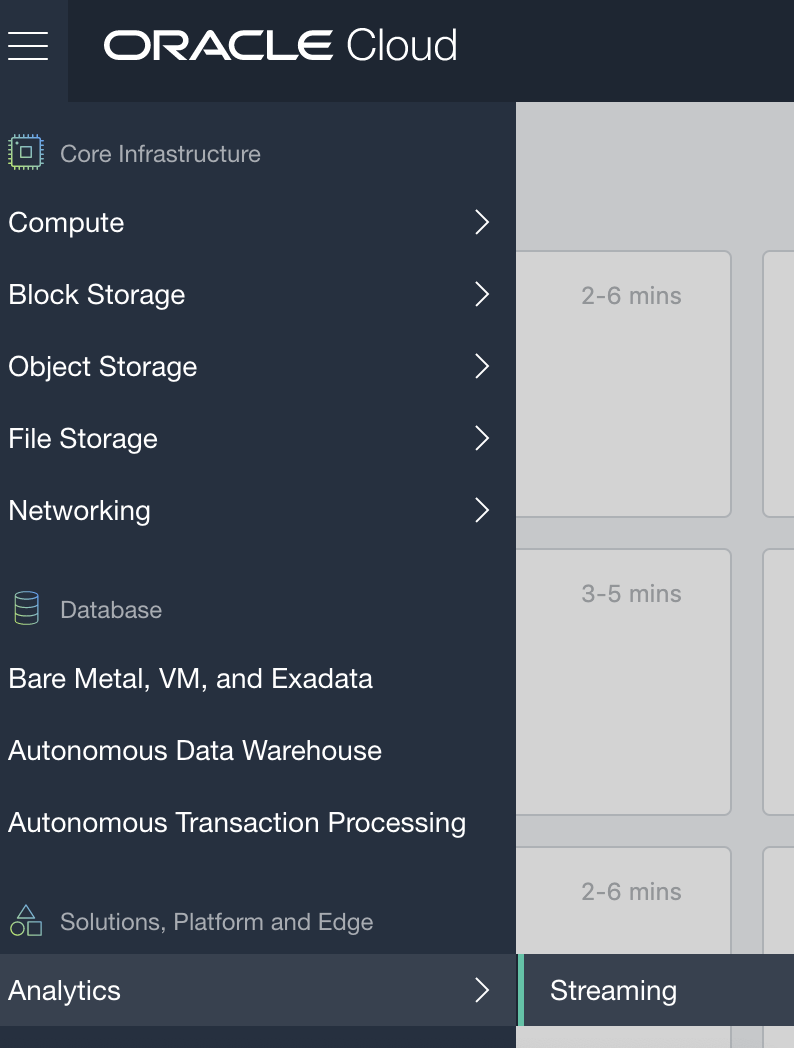 ORACLE Cloud
Core Infrastructure
Compute
Block Storage
Object Storage
File Storage
Networking
Database
Bare Metal, VM, and Exadata
Autonomous Data Warehouse
Autonomous Transaction Processing
Solutions, Platform and Edge
Analytics
Streaming
2-6 mins
3-5 mins
2-6 mins